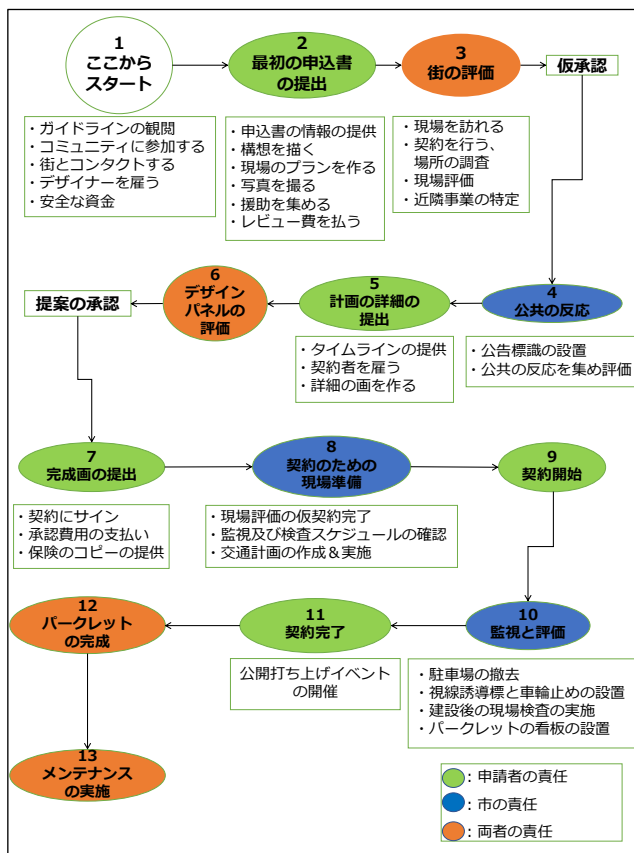 1
ここから
スタート
・ガイドラインの観閲
・コミュニティに参加する
・街とコンタクトする
・デザイナーを雇う
・安全な資金
2
最初の申込書
の提出
・申込書の情報の提供
・構想を描く
・現場のプランを作る
・写真を撮る
・援助を集める
・レビュー費を払う
3
街の評価
・現場を訪れる
・契約を行う、
場所の調査
・現場評価
・近隣事業の特定
仮承認
4
公共の反応
・公告標識の設置
・公共の反応を集め評価
5
計画の詳細の
提出
・タイムラインの提供
・契約者を雇う
・詳細の画を作る
6
デザイン
パネルの
評価
提案の承認
7
完成画の提出
・契約にサイン
・承認費用の支払い
・保険のコピーの提供
8
契約のための
現場準備
・現場評価の仮契約完了
・監視及び検査スケジュールの確認
・交通計画の作成&実施
9
契約開始
10
監視と評価
・駐車場の撤去
・視線誘導標と車輪止めの設置
・建設後の現場検査の実施
・パークレットの看板の設置
11
契約完了
公開打ち上げイベント
の開催
12
パークレット
の完成
13
メンテナンス
の実施
: 申請者の責任
: 市の責任
: 両者の責任